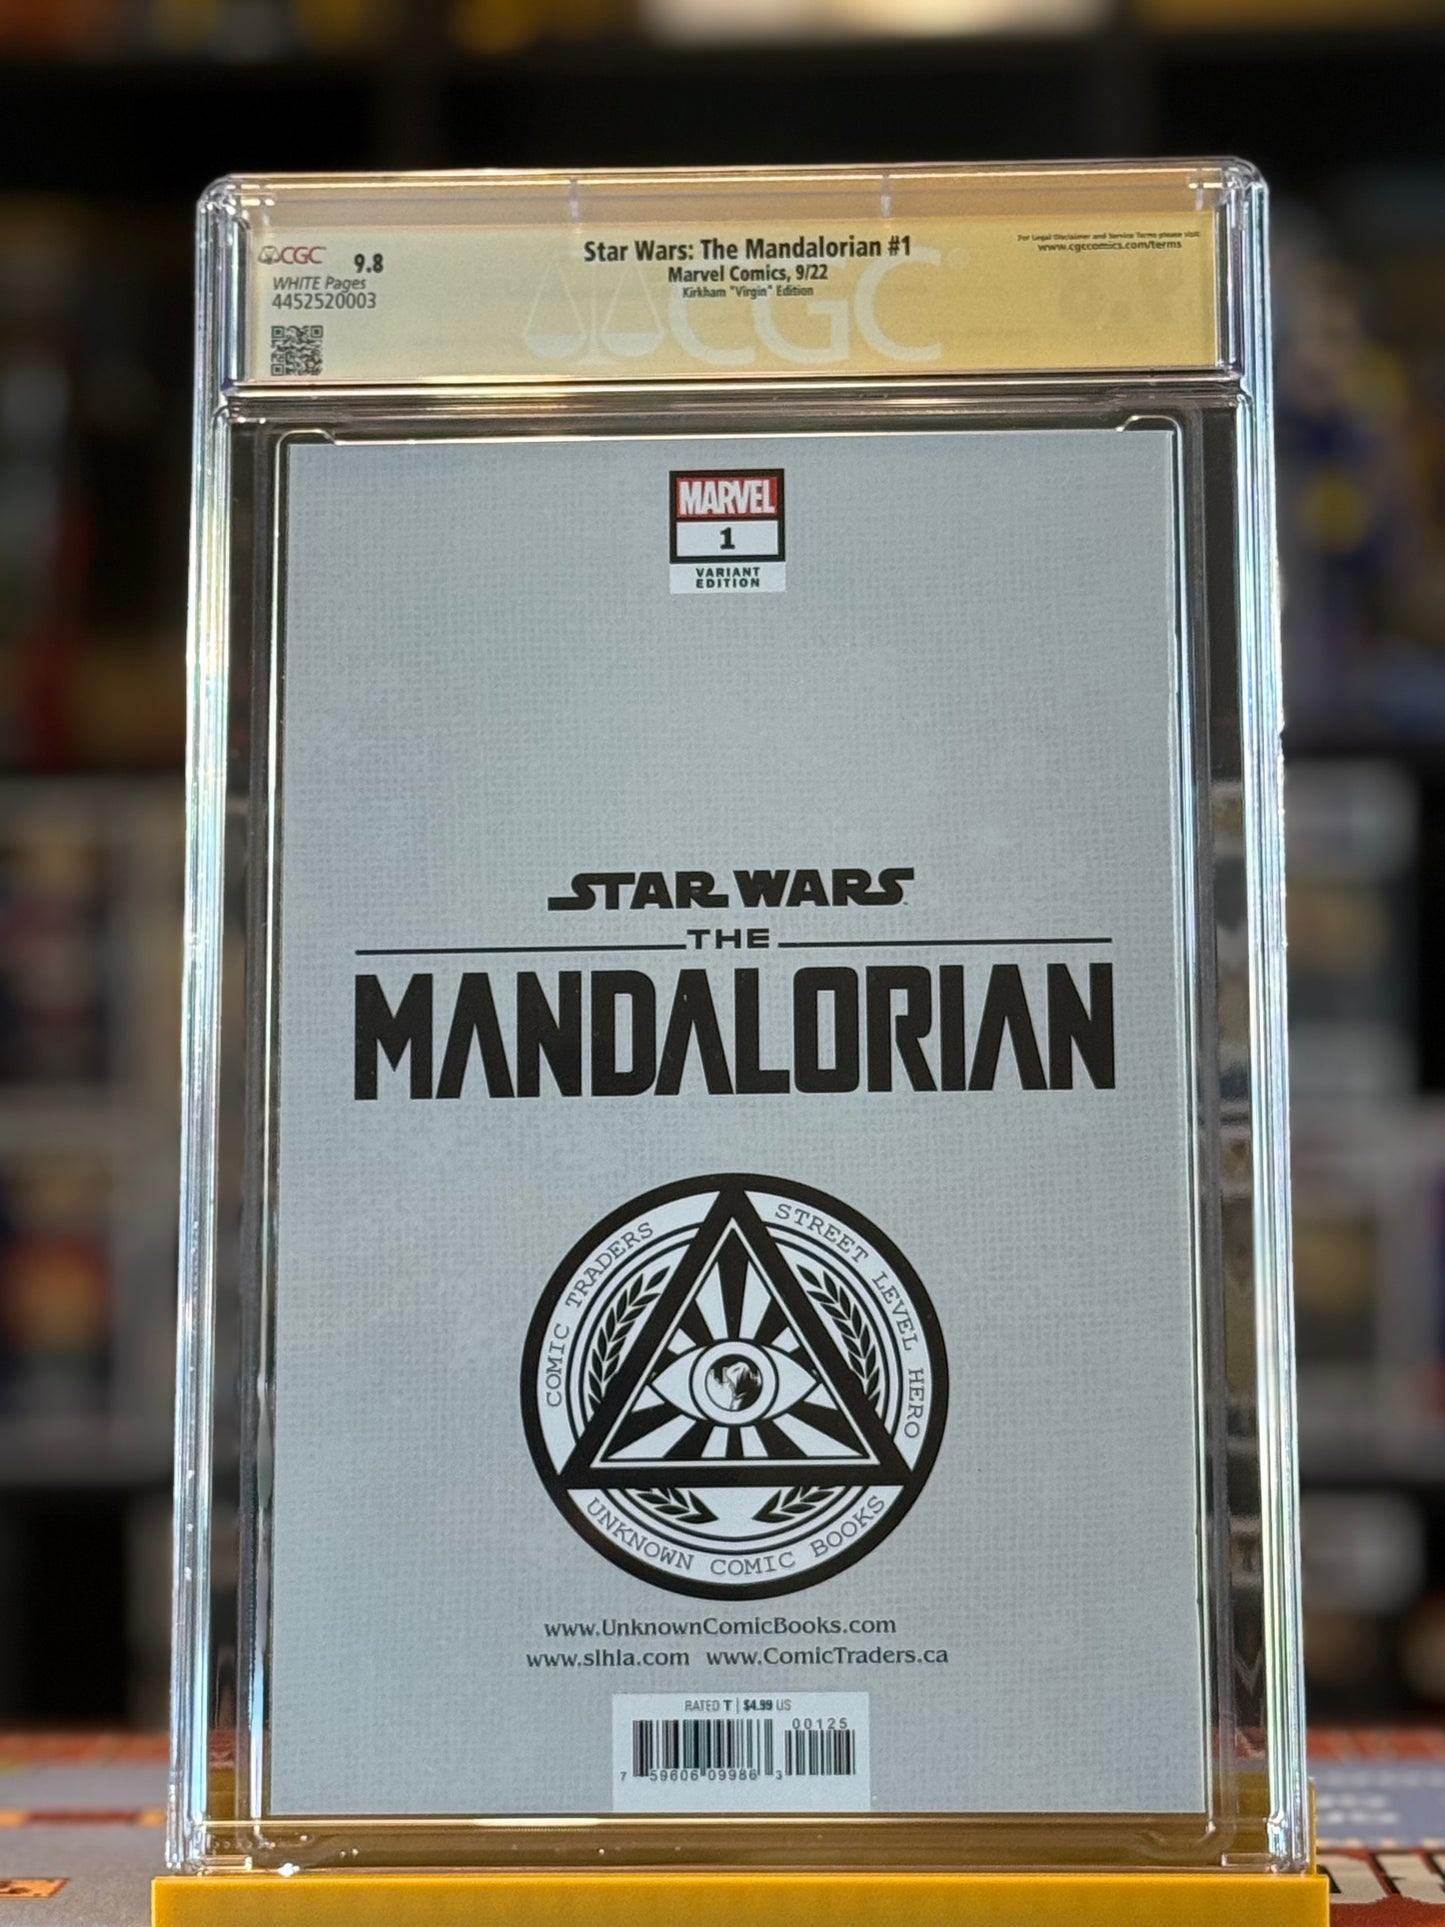 CGC 9.8
WHITE Pages
4452520003
Star Wars: The Mandalorian #1
Marvel Comics, 9/22
Kirkham "Virgin" Edition
For Legal Disclaimer and Service Terms please visit
www.cgccomics.com/terms
CGC
MARVEL
1
VARIANT
EDITION
STAR WARS
THE
MANDALORIAN
COMIC TRADERS
STREET LEVEL HERO
UNKNOWN COMIC BOOKS
www.UnknownComicBooks.com
www.slhla.com www.ComicTraders.ca
RATED T | $4.99 US
00125
7 59606 09986 3